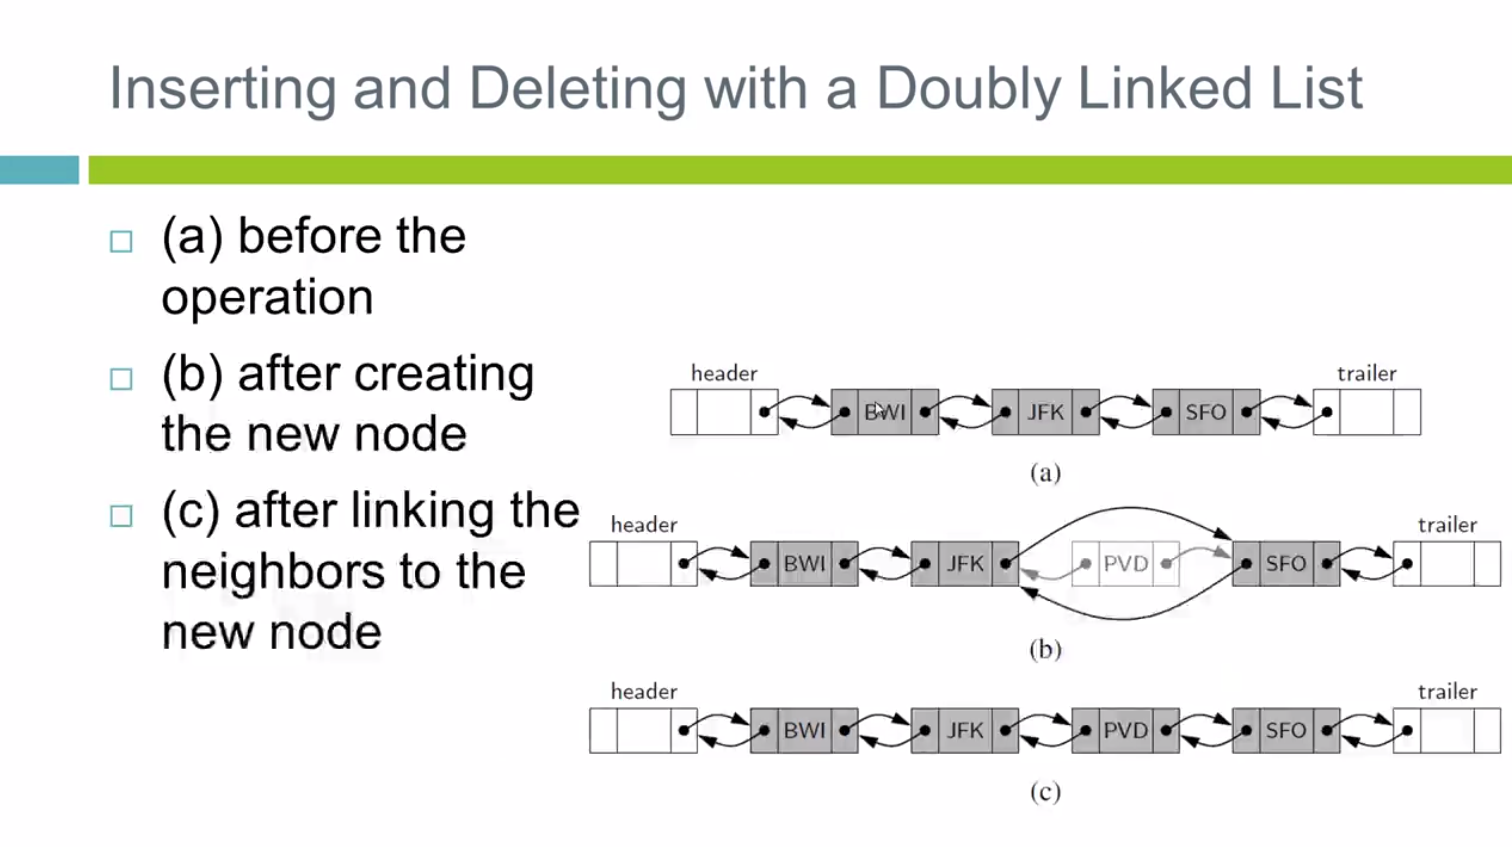 Inserting and Deleting with a Doubly Linked List
(a) before the
operation
(b) after creating
the new node
(c) after linking the
neighbors to the
new node
header trailer
BWI JFK SFO
(a)
header trailer
BWI JFK PVD SFO
(b)
header trailer
BWI JFK PVD SFO
(c)